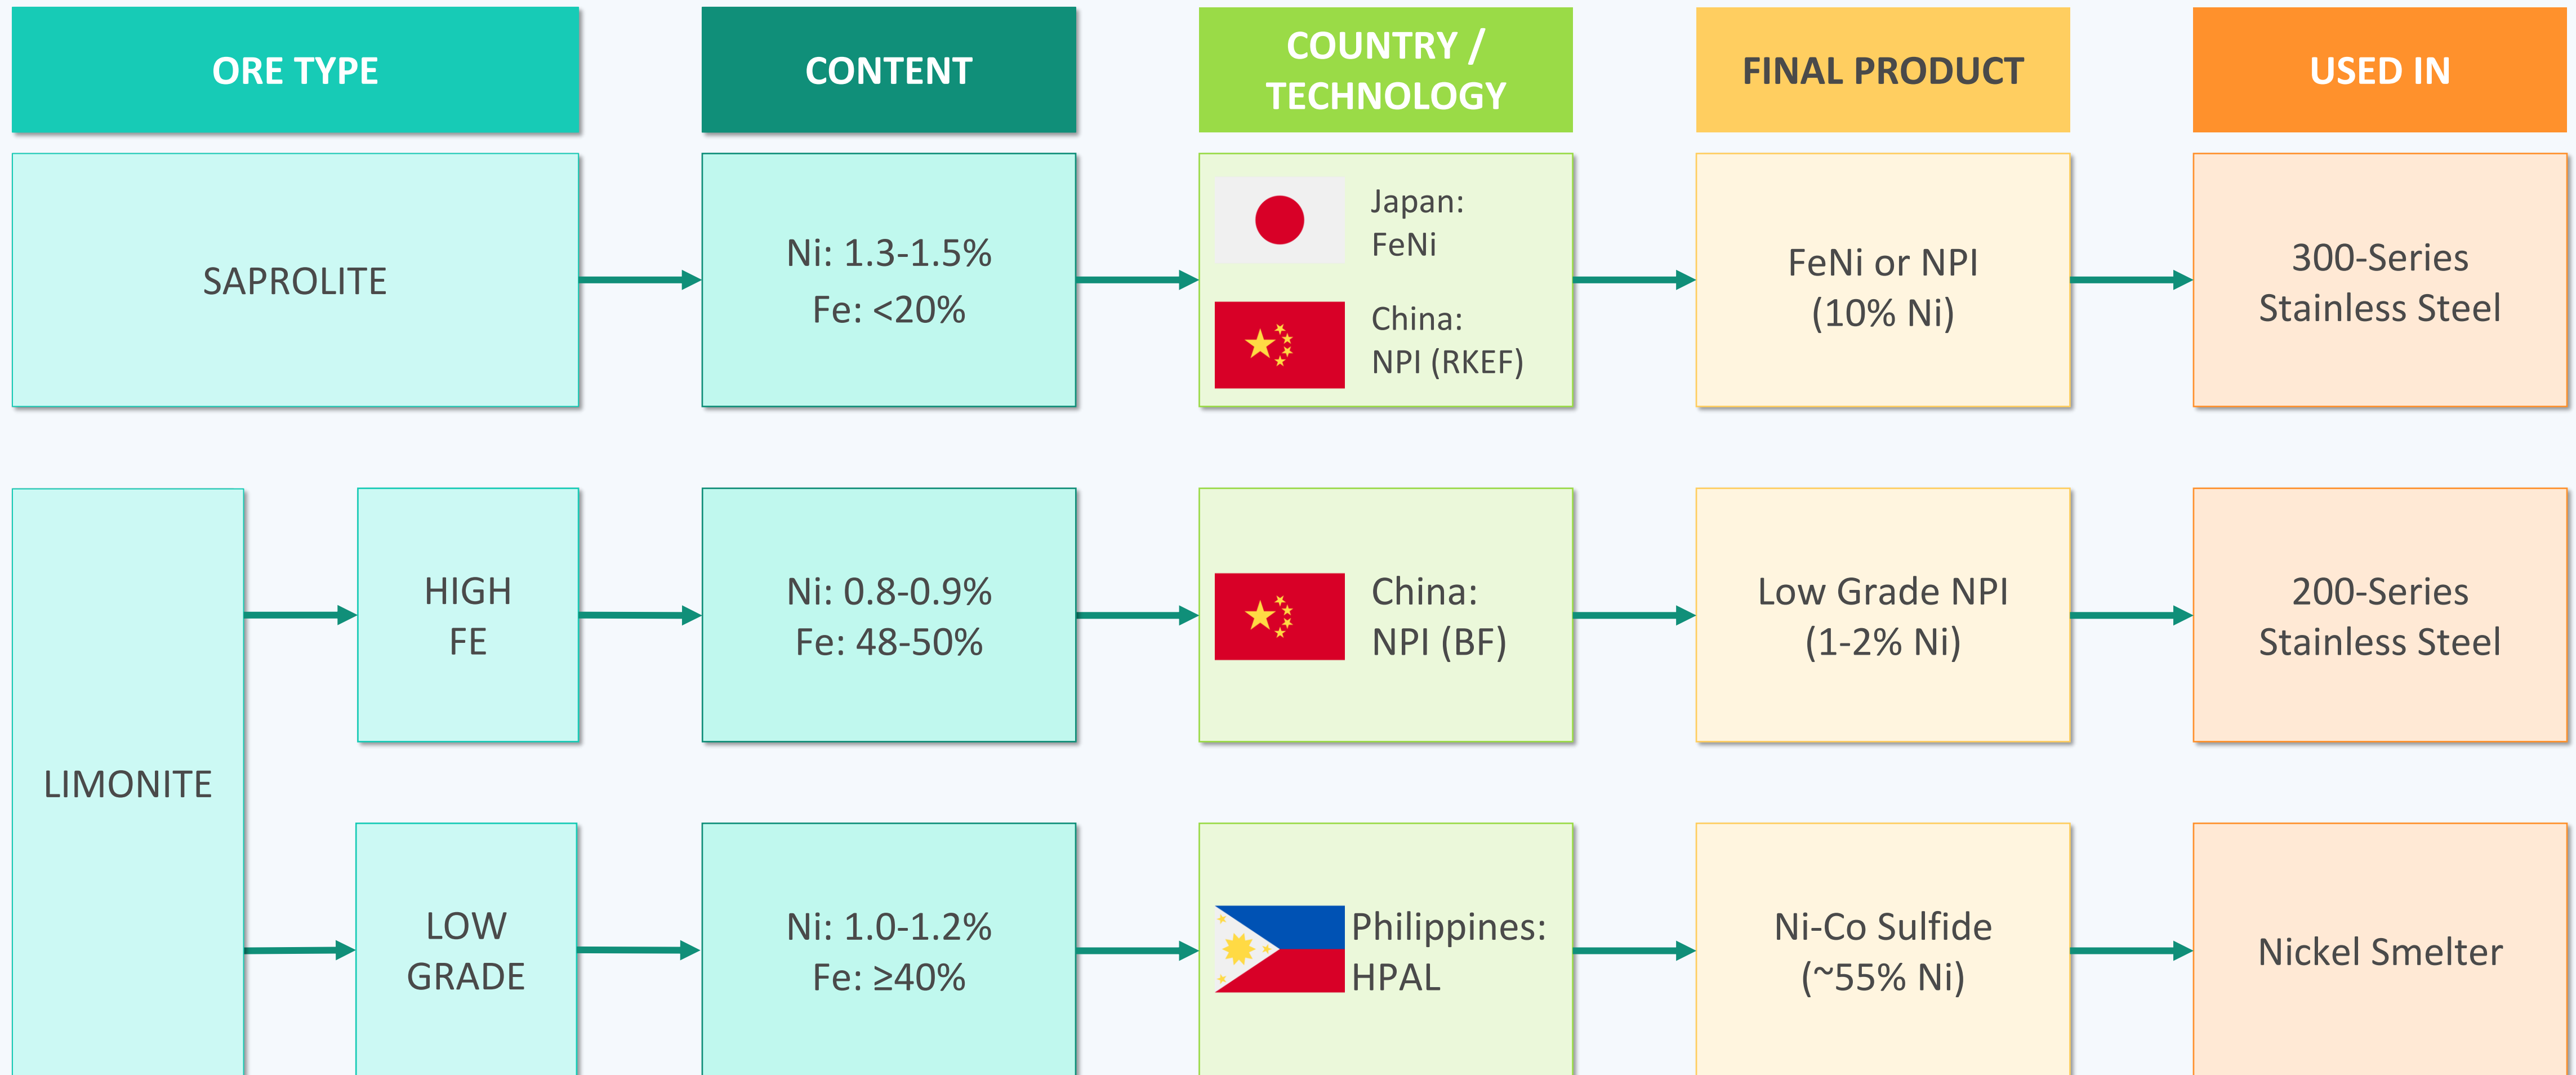 ORE TYPE
CONTENT
COUNTRY /
TECHNOLOGY
FINAL PRODUCT
USED IN
SAPROLITE
Ni: 1.3-1.5%
Fe: <20%
Japan:
FeNi
China:
NPI (RKEF)
FeNi or NPI
(10% Ni)
300-Series
Stainless Steel
LIMONITE
HIGH
FE
Ni: 0.8-0.9%
Fe: 48-50%
China:
NPI (BF)
Low Grade NPI
(1-2% Ni)
200-Series
Stainless Steel
LOW
GRADE
Ni: 1.0-1.2%
Fe: ≥40%
Philippines:
HPAL
Ni-Co Sulfide
(~55% Ni)
Nickel Smelter